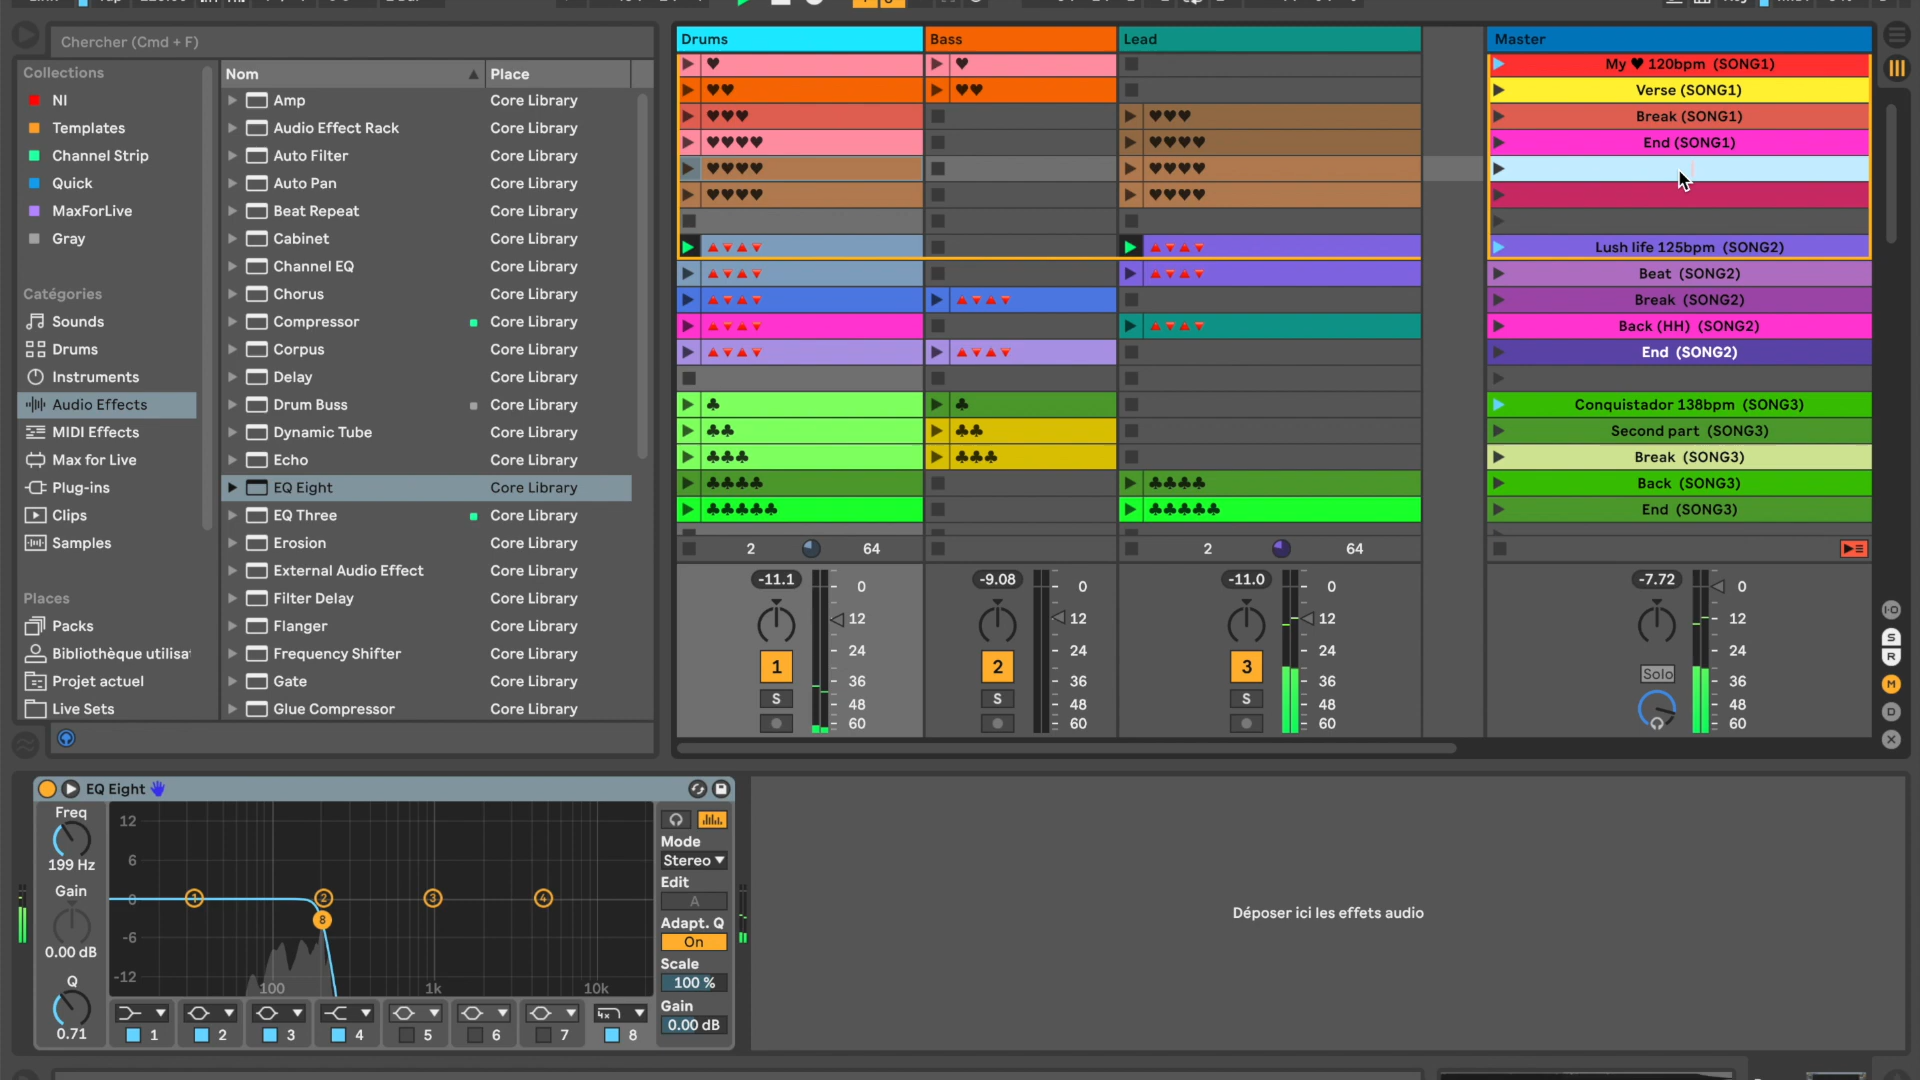 Chercher (Cmd + F)
Collections
NI
Templates
Channel Strip
Quick
MaxForLive
Gray
Catégories
Sounds
Drums
Instruments
Audio Effects
MIDI Effects
Max for Live
Plug-ins
Clips
Samples
Places
Packs
Bibliothèque utilisa
Projet actuel
Live Sets
Nom Place
Amp Core Library
Audio Effect Rack Core Library
Auto Filter Core Library
Auto Pan Core Library
Beat Repeat Core Library
Cabinet Core Library
Channel EQ Core Library
Chorus Core Library
Compressor Core Library
Corpus Core Library
Delay Core Library
Drum Buss Core Library
Dynamic Tube Core Library
Echo Core Library
EQ Eight Core Library
EQ Three Core Library
Erosion Core Library
External Audio Effect Core Library
Filter Delay Core Library
Flanger Core Library
Frequency Shifter Core Library
Gate Core Library
Glue Compressor Core Library
Drums Bass Lead Master
♥ ♥ My ♥ 120bpm (SONG1)
♥♥ ♥♥ Verse (SONG1)
♥♥♥ ♥♥♥ Break (SONG1)
♥♥♥♥ ♥♥♥♥ End (SONG1)
♥♥♥♥ ♥♥♥♥
♥♥♥♥ ♥♥♥♥
🔺🔻🔺🔻 🔺🔻🔺🔻 Lush life 125bpm (SONG2)
🔺🔻🔺🔻 🔺🔻🔺🔻 Beat (SONG2)
🔺🔻🔺🔻 🔺🔻🔺🔻 Break (SONG2)
🔺🔻🔺🔻 🔺🔻🔺🔻 Back (HH) (SONG2)
🔺🔻🔺🔻 🔺🔻🔺🔻 End (SONG2)
♣ ♣ Conquistador 138bpm (SONG3)
♣♣ ♣♣ Second part (SONG3)
♣♣♣ ♣♣♣ Break (SONG3)
♣♣♣♣ ♣♣♣♣ Back (SONG3)
♣♣♣♣♣ ♣♣♣♣♣ End (SONG3)
2 64 2 64
-11.1 0 -9.08 0 -11.0 0 -7.72 0
12 12 12 12
24 24 24 24
1 2 3
36 36 36 Solo 36
S S S
48 48 48 48
60 60 60 60
I·O
S
R
M
D
X
EQ Eight
Freq
199 Hz
Gain
0.00 dB
Q
0.71
12
6
0
-6
-12
1 2 3 4
8
100 1k 10k
4x
1 2 3 4 5 6 7 8
Mode
Stereo
Edit
A
Adapt. Q
On
Scale
100 %
Gain
0.00 dB
Déposer ici les effets audio